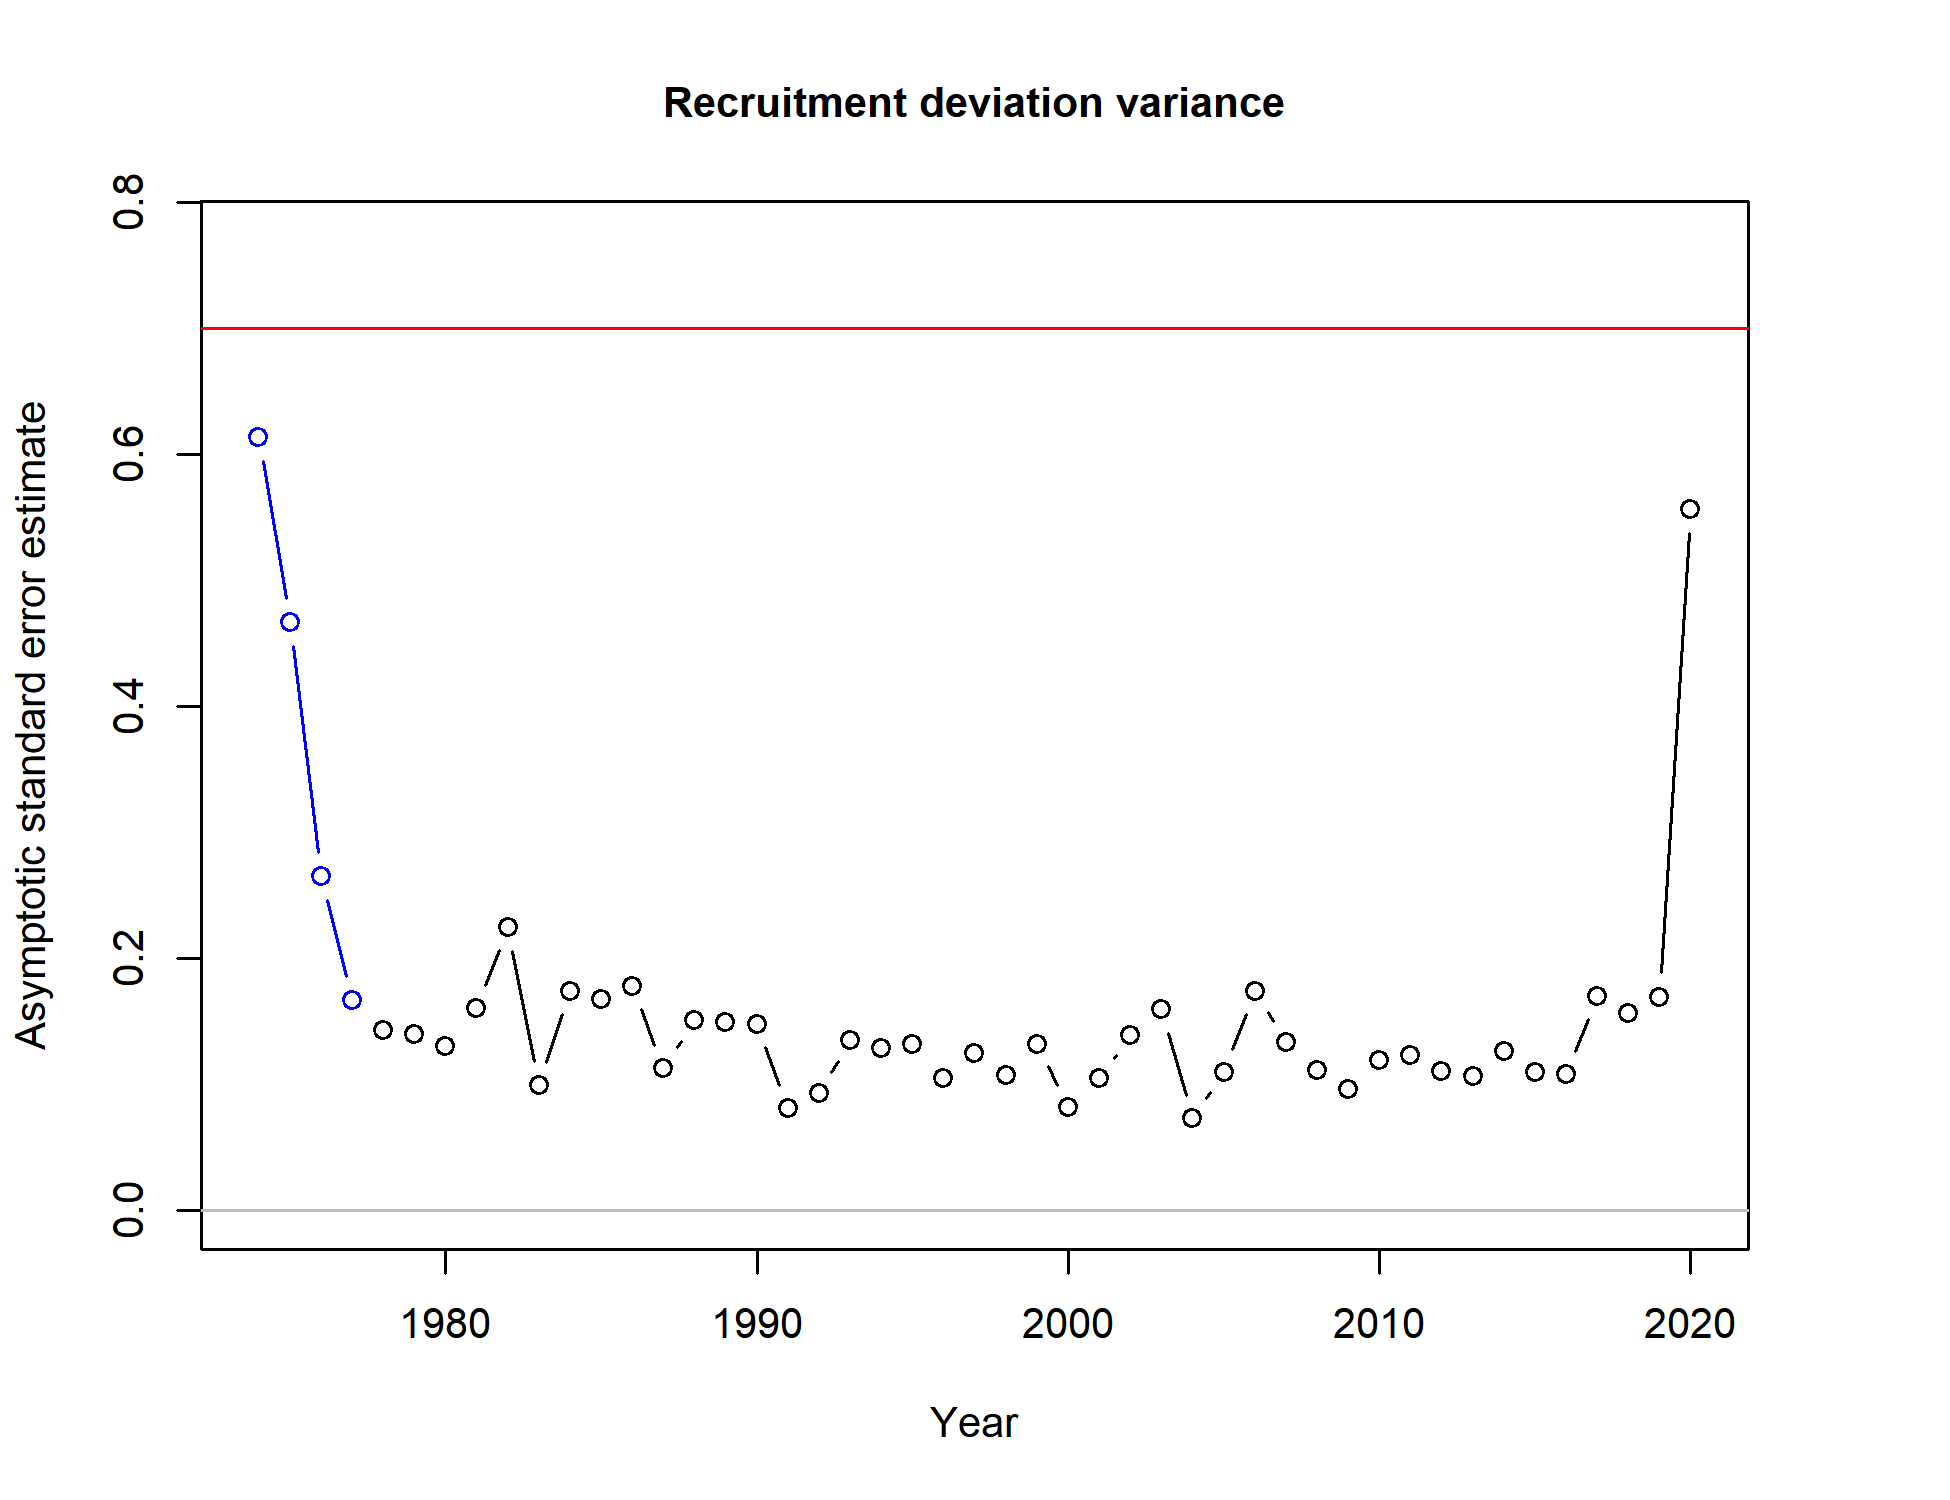 Recruitment deviation variance
Asymptotic standard error estimate
0.8
0.6
0.4
0.2
0.0
1980 1990 2000 2010 2020
Year